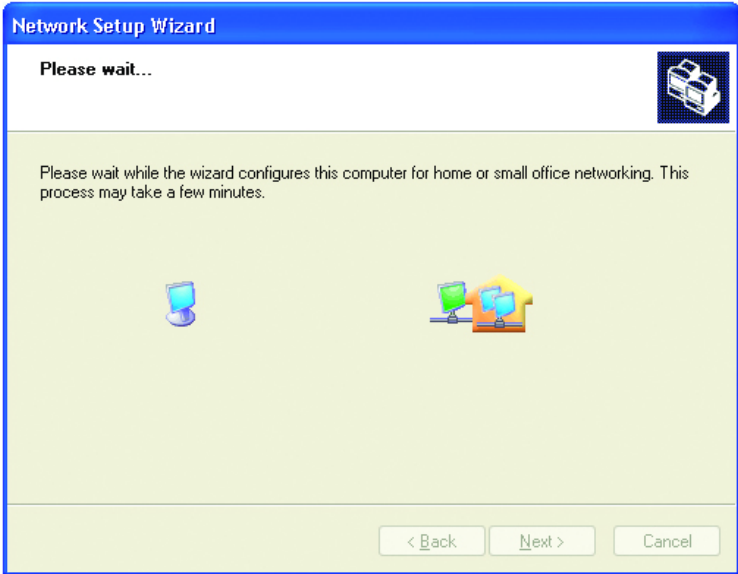 Network Setup Wizard
Please wait...
Please wait while the wizard configures this computer for home or small office networking. This
process may take a few minutes.
< Back
Next >
Cancel